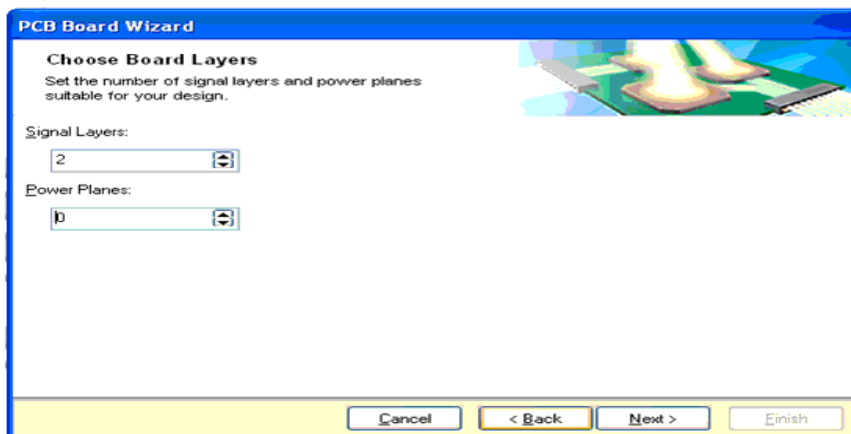 PCB Board Wizard
Choose Board Layers
Set the number of signal layers and power planes
suitable for your design.
Signal Layers:
2
Power Planes:
0
Cancel
< Back
Next >
Finish